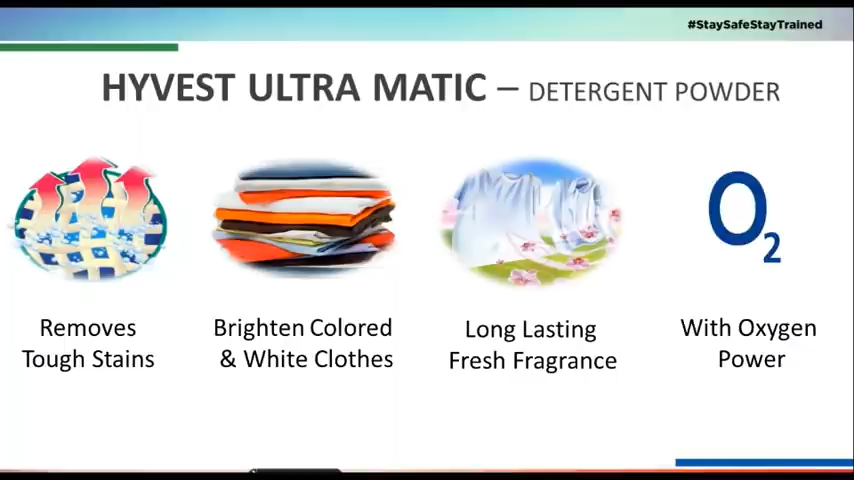 #StaySafeStayTrained
HYVEST ULTRA MATIC – DETERGENT POWDER
O2
Removes
Tough Stains
Brighten Colored
& White Clothes
Long Lasting
Fresh Fragrance
With Oxygen
Power